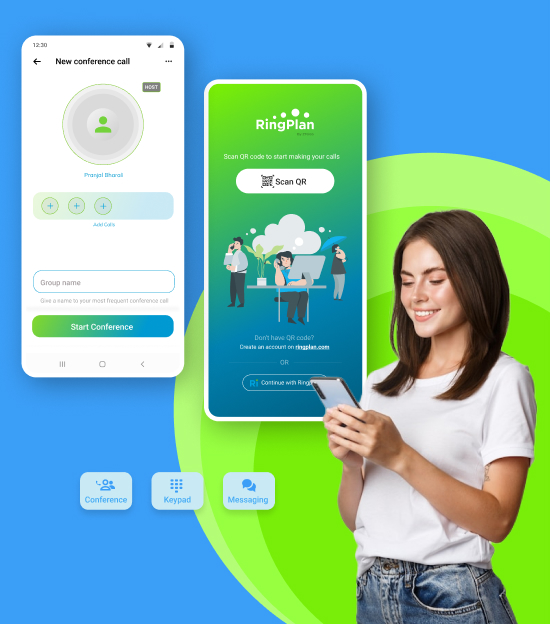 12:30
New conference call
HOST
Pranjal Bharali
Add Calls
Group name
Give a name to your most frequent conference call
Start Conference
RingPlan
Scan QR code to start making your calls
Scan QR
Don't have QR code?
Create an account on ringplan.com
OR
Continue with
Conference
Keypad
Messaging